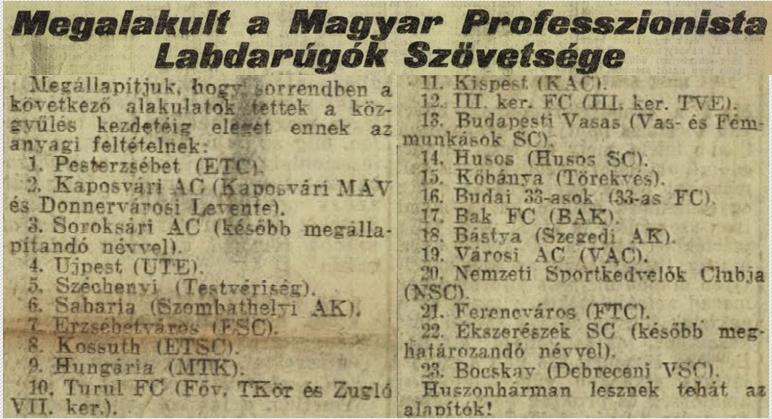 Megalakult a Magyar Professzionista
Labdarúgók Szövetsége
Megállapítjuk, hogy sorrendben a
következő alakulatok tettek a köz-
gyűlés kezdetéig eleget ennek az
anyagi feltételnek:
1. Pesterzsébet (ETC).
2. Kaposvári AC (Kaposvári MÁV
és Donnervárosi Levente).
3. Soroksári AC (később megálla-
pítandó névvel).
4. Ujpest (UTE).
5. Széchenyi (Testvériség).
6. Sabaria (Szombathelyi AK).
7. Erzsébetváros (ESC).
8. Kossuth (ETSC).
9. Hungária (MTK).
10. Turul FC (Föv. TKör és Zugló
VII. ker.).
11. Kispest (KAC).
12. III. ker. FC (III. ker. TVE).
13. Budapesti Vasas (Vas- és Fém-
munkások SC).
14. Husos (Husos SC).
15. Kőbánya (Törekvés).
16. Budai 33-asok (33-as FC).
17. Bak FC (BAK).
18. Bástya (Szegedi AK).
19. Városi AC (VAC).
20. Nemzeti Sportkedvelők Clubja
(NSC).
21. Ferencváros (FTC).
22. Ékszerészek SC (később meg-
határozandó névvel).
23. Bocskay (Debreceni VSC).
Huszonhárman lesznek tehát az
alapítók!